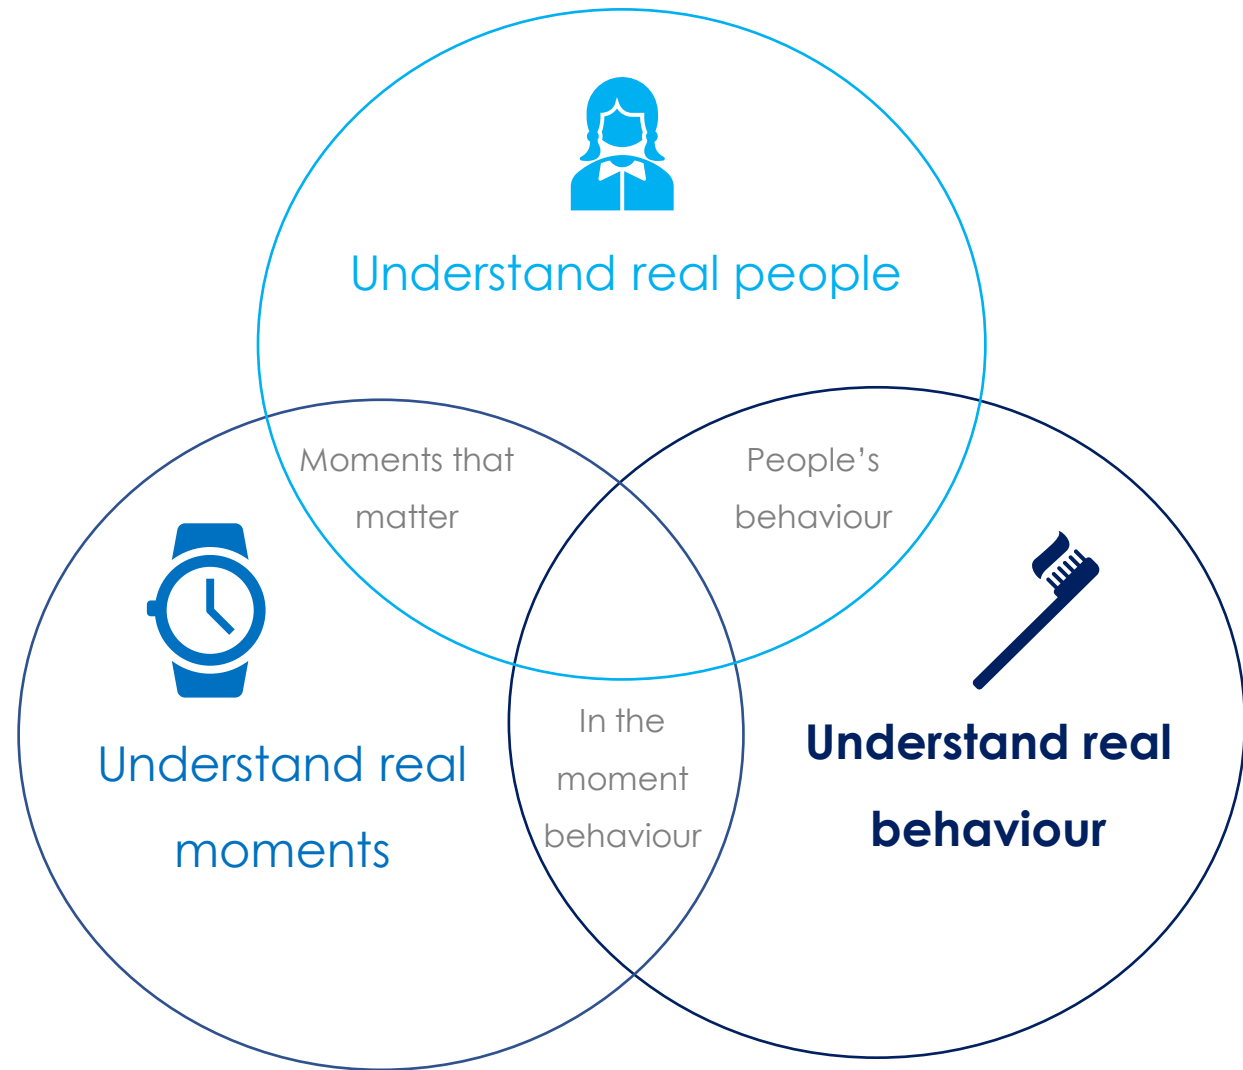 Understand real people
Moments that
matter
People’s
behaviour
Understand real
moments
In the
moment
behaviour
Understand real
behaviour